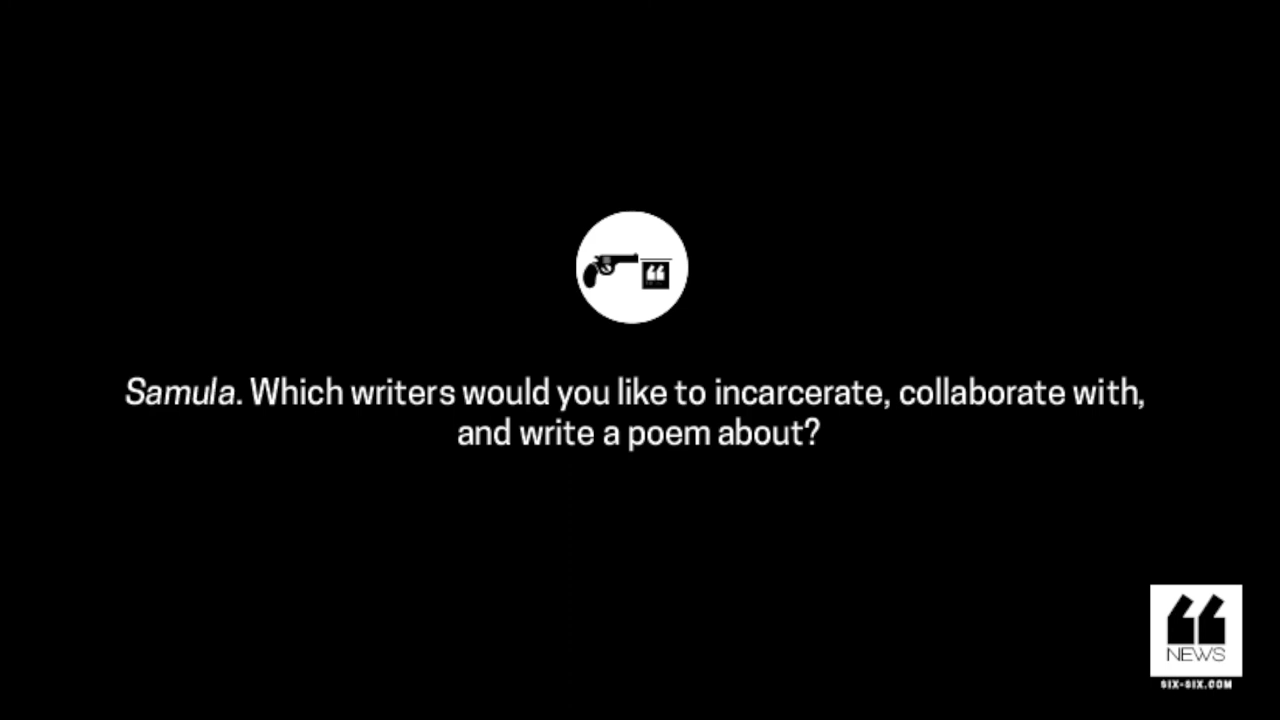 Samula. Which writers would you like to incarcerate, collaborate with,
and write a poem about?
NEWS
SIX-SIX.COM